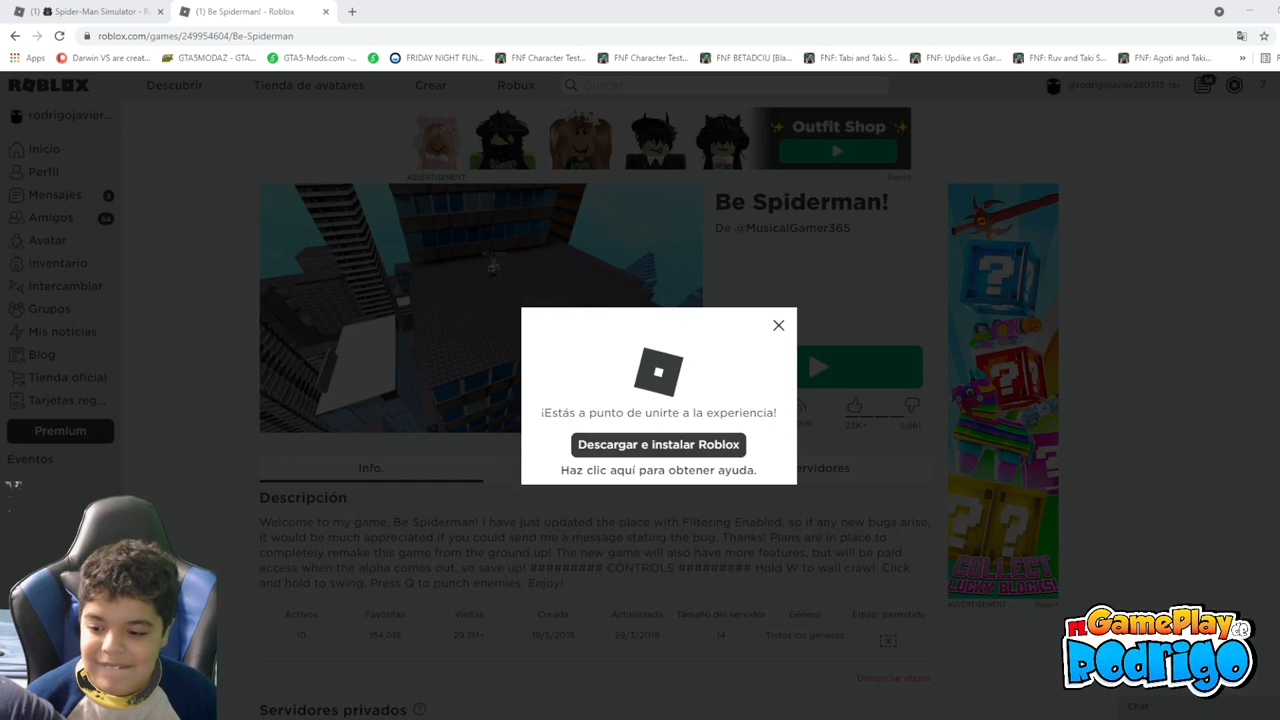 (1) Spider-Man Simulator - R
(1) Be Spiderman! - Roblox
roblox.com/games/249954604/Be-Spiderman
Apps
Darwin VS are creat...
GTA5MODAZ - GTA...
GTA5-Mods.com -...
FRIDAY NIGHT FUN...
FNF Character Test...
FNF Character Test...
FNF BETADCIU [Bla...
FNF: Tabi and Taki S...
FNF: Updike vs Gar...
FNF: Ruv and Taki S...
FNF: Agoti and Taki...
ROBLOX
Descubrir
Tienda de avatares
Crear
Robux
Buscar
@rodrigojavier280313
7
rodrigojavier...
Inicio
Perfil
Mensajes
Amigos
Avatar
Inventario
Intercambiar
Grupos
Mis noticias
Blog
Tienda oficial
Tarjetas reg...
Premium
Eventos
Outfit Shop
ADVERTISEMENT
Report
Be Spiderman!
De @MusicalGamer365
¡Estás a punto de unirte a la experiencia!
Descargar e instalar Roblox
Haz clic aquí para obtener ayuda.
Info.
Descripción
Welcome to my game, Be Spiderman! I have just updated the place with Filtering Enabled, so if any new bugs arise,
it would be much appreciated if you could send me a message stating the bug. Thanks! Plans are in place to
completely remake this game from the ground up! The new game will also have more features, but will be paid
access when the alpha comes out, so save up! ######### CONTROLS ######### Hold W to wall crawl. Click
and hold to swing. Press Q to punch enemies. Enjoy!
Activos
Favoritas
Visitas
Creada
Actualizada
Tamaño del servidor
Género
Equip. permitido
10
154,019
29.7M+
19/5/2015
29/3/2019
14
Todos los géneros
Denunciar abuso
Servidores privados
COLLECT
LUCKY BLOCKS!
ADVERTISEMENT
Report
EL GamePlay de
Rodrigo
Chat